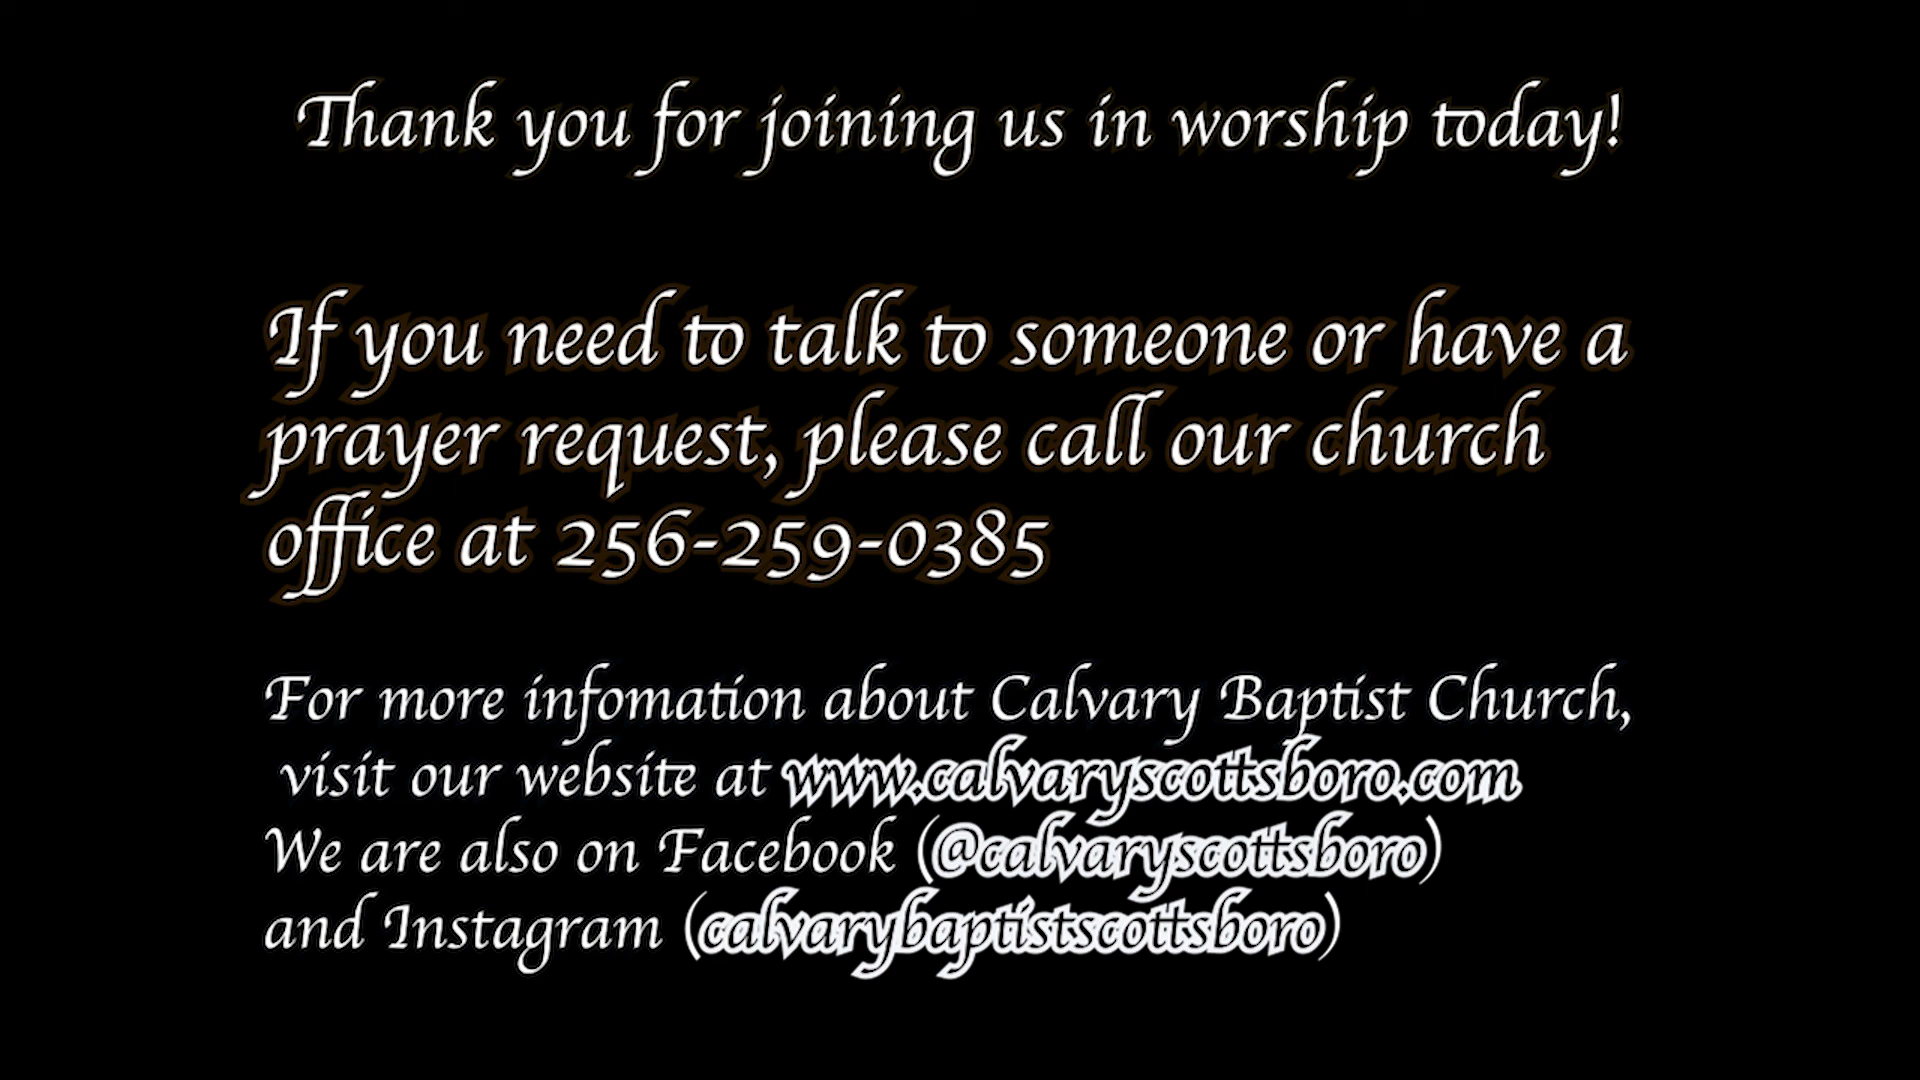 Thank you for joining us in worship today!
If you need to talk to someone or have a
prayer request, please call our church
office at 256-259-0385
For more infomation about Calvary Baptist Church,
visit our website at www.calvaryscottsboro.com
We are also on Facebook (@calvaryscottsboro)
and Instagram (calvarybaptistscottsboro)